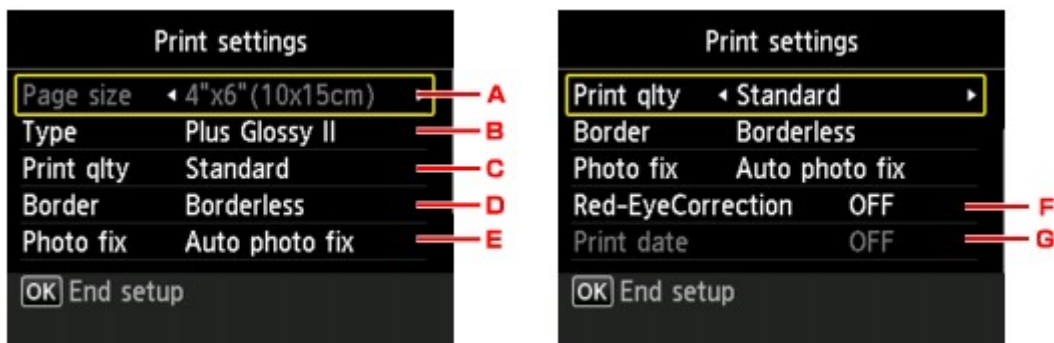 Print settings
Page size 4"x6"(10x15cm) A
Type Plus Glossy II B
Print qlty Standard C
Border Borderless D
Photo fix Auto photo fix E
OK End setup
Print settings
Print qlty Standard
Border Borderless
Photo fix Auto photo fix
Red-EyeCorrection OFF F
Print date OFF G
OK End setup